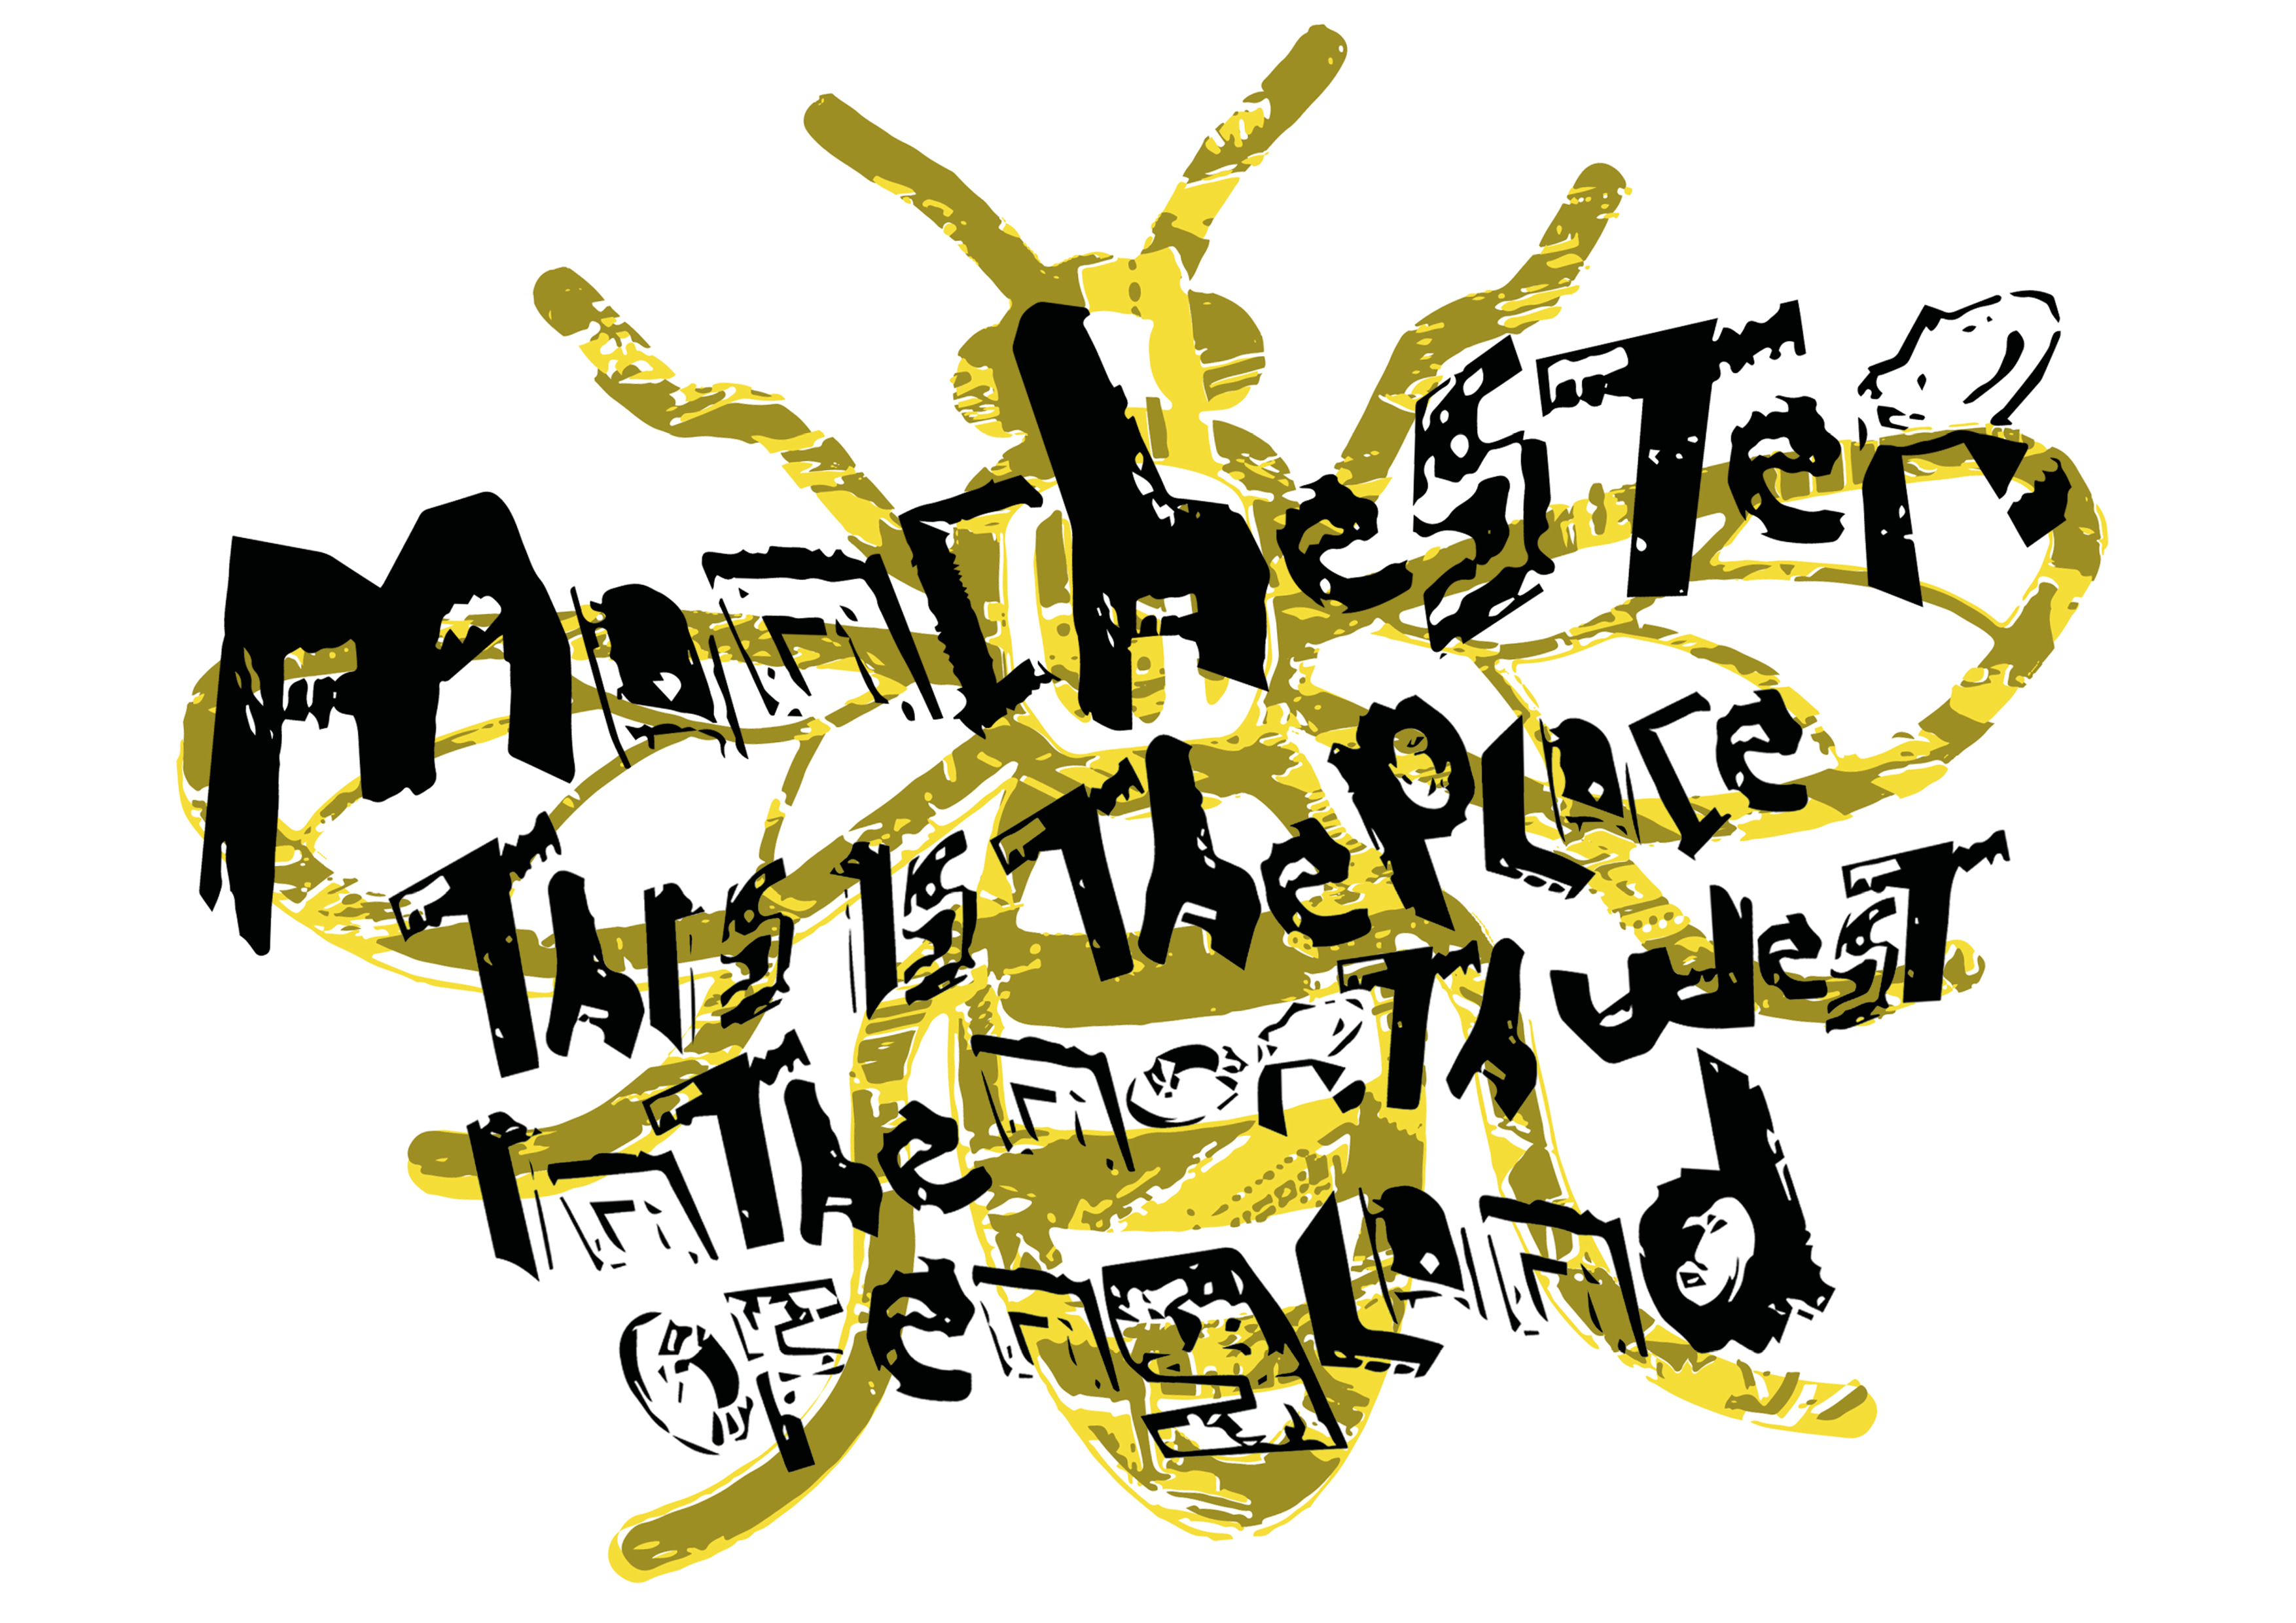 manchesTeR
This is The place
in The norTh wesT
oF england